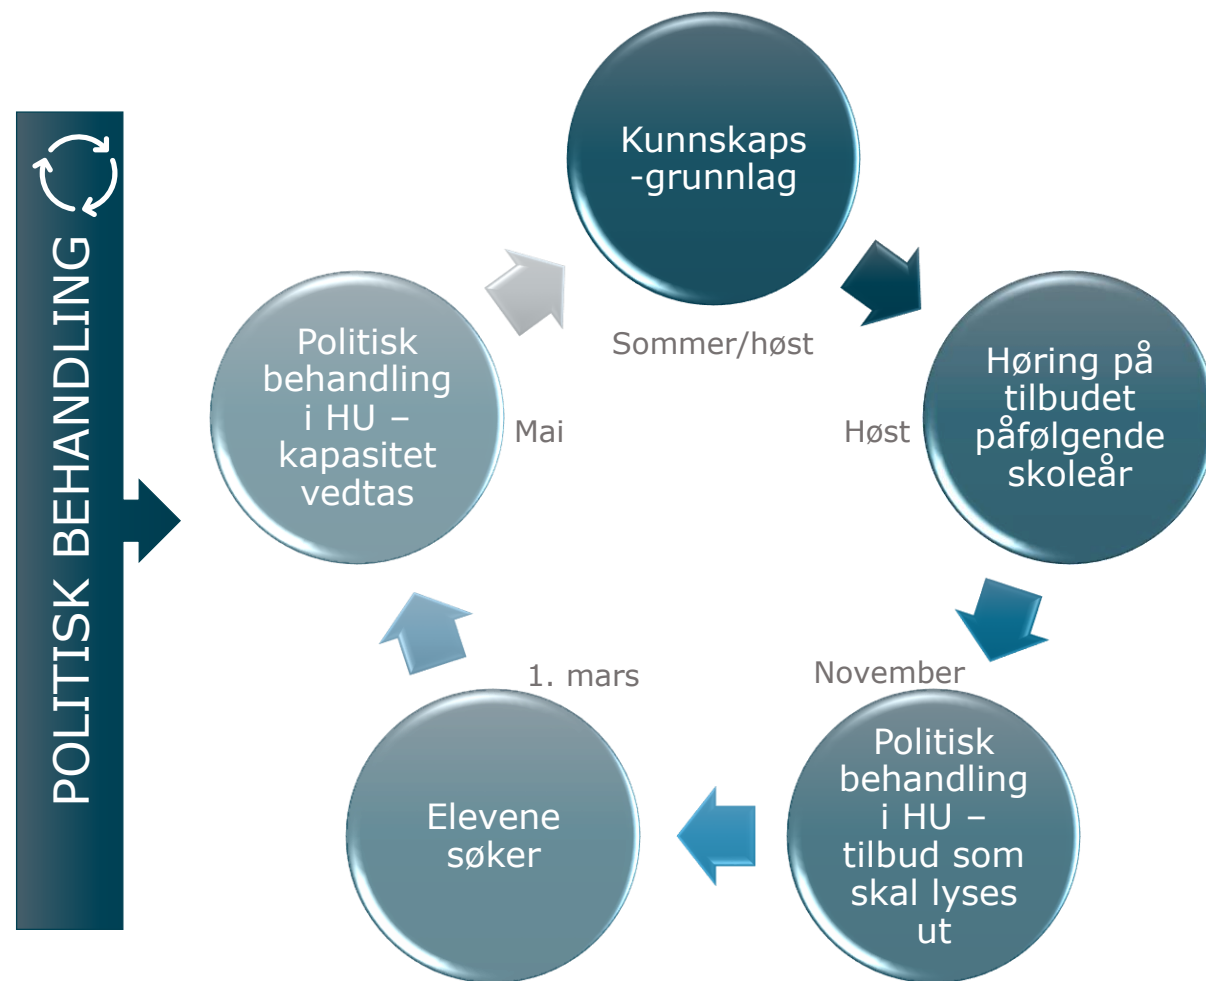 POLITISK BEHANDLING
Kunnskaps
-grunnlag
Sommer/høst
Høring på
tilbudet
påfølgende
skoleår
Høst
November
Politisk
behandling
i HU –
tilbud som
skal lyses
ut
1. mars
Elevene
søker
Politisk
behandling
i HU –
kapasitet
vedtas
Mai